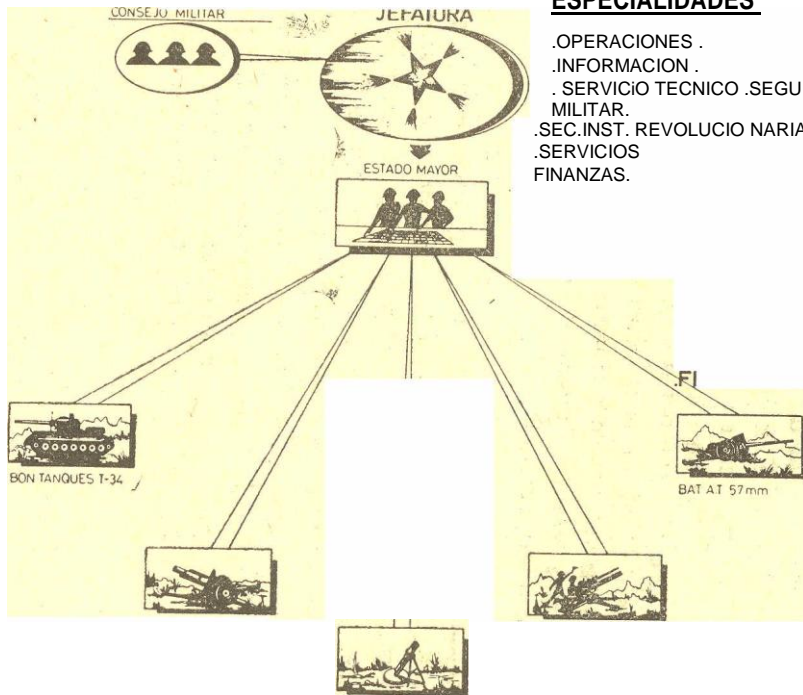 CONSEJO MILITAR
JEFATURA
ESPECIALIDADES
.OPERACIONES .
.INFORMACION .
. SERVICiO TECNICO .SEGU
MILITAR.
.SEC.INST. REVOLUCIO NARIA
.SERVICIOS
FINANZAS.
ESTADO MAYOR
.FI
BON TANQUES T-34
BAT A.T 57mm